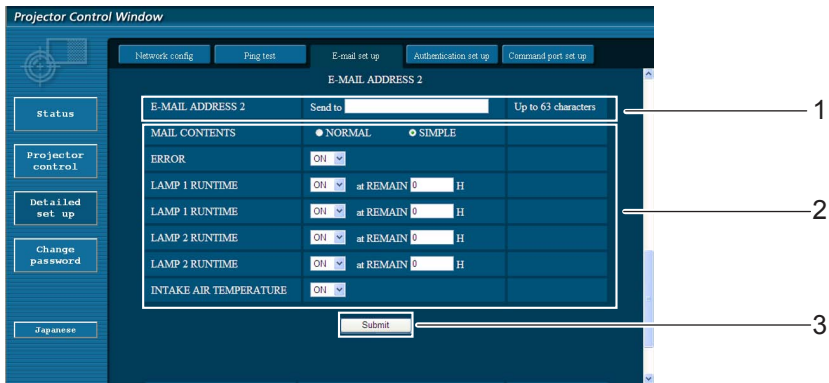 Projector Control Window
Network config Ping test E-mail set up Authentication set up Command port set up
E-MAIL ADDRESS 2
Status
Projector control
Detailed set up
Change password
Japanese
E-MAIL ADDRESS 2 Send to Up to 63 characters
MAIL CONTENTS NORMAL SIMPLE
ERROR ON
LAMP 1 RUNTIME ON at REMAIN 0 H
LAMP 1 RUNTIME ON at REMAIN 0 H
LAMP 2 RUNTIME ON at REMAIN 0 H
LAMP 2 RUNTIME ON at REMAIN 0 H
INTAKE AIR TEMPERATURE ON
Submit
1
2
3